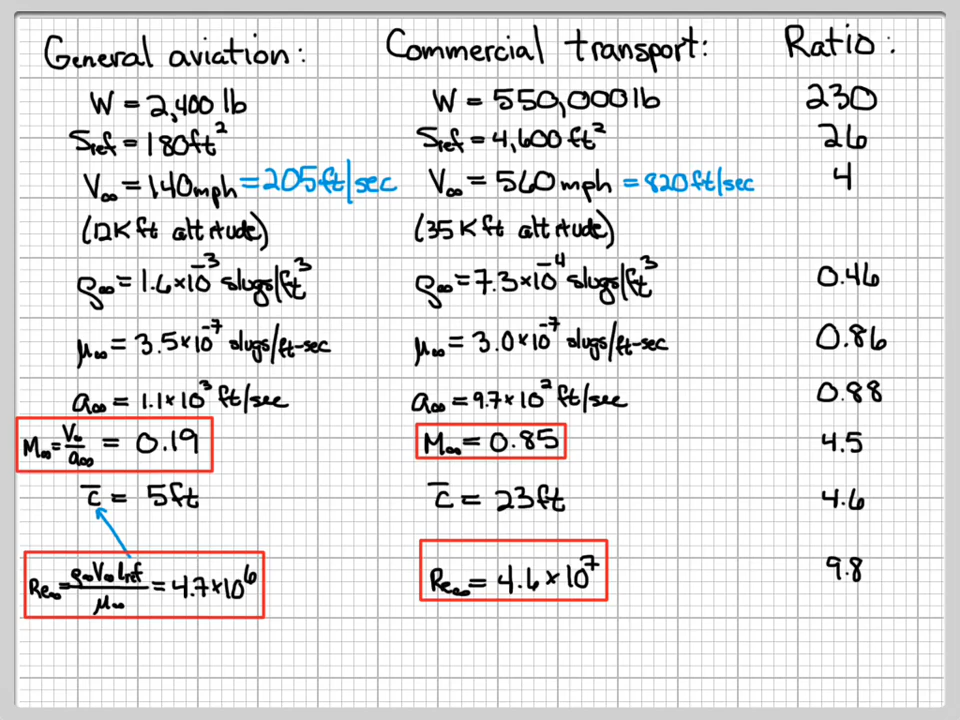 General aviation: Commercial transport: Ratio:
W = 2,400 lb W = 550,000 lb 230
Sref = 180 ft² Sref = 4,600 ft² 26
V∞ = 140 mph = 205 ft/sec V∞ = 560 mph = 820 ft/sec 4
(12K ft altitude) (35K ft altitude)
ρ∞ = 1.6 × 10⁻³ slugs/ft³ ρ∞ = 7.3 × 10⁻⁴ slugs/ft³ 0.46
μ∞ = 3.5 × 10⁻⁷ slugs/ft-sec μ∞ = 3.0 × 10⁻⁷ slugs/ft-sec 0.86
a∞ = 1.1 × 10³ ft/sec a∞ = 9.7 × 10² ft/sec 0.88
M∞ = V∞/a∞ = 0.19 M∞ = 0.85 4.5
c̄ = 5 ft c̄ = 23 ft 4.6
Re∞ = ρ∞ V∞ lref/μ∞ = 4.7 × 10⁶ Re∞ = 4.6 × 10⁷ 9.8